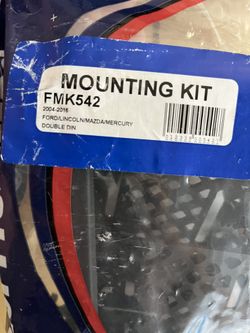 MOUNTING KIT
FMK542
2004-2016
FORD/LINCOLN/MAZDA/MERCURY
DOUBLE DIN